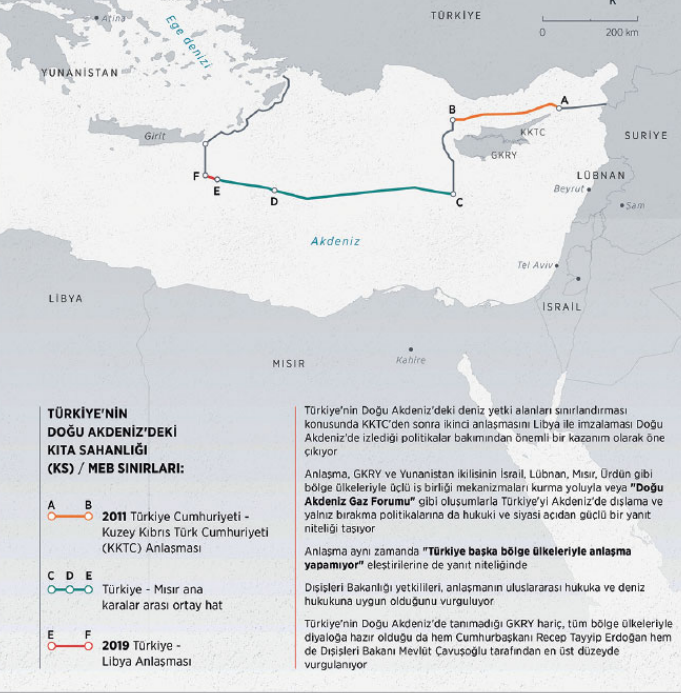 K
TÜRKİYE
0
200 km
Atina
Ege denizi
YUNANİSTAN
Girit
B
A
KKTC
GKRY
SURİYE
LÜBNAN
Beyrut
Şam
F
E
D
C
Akdeniz
Tel Aviv
İSRAİL
LİBYA
MISIR
Kahire
TÜRKİYE'NİN
DOĞU AKDENİZ'DEKİ
KITA SAHANLIĞI
(KS) / MEB SINIRLARI:
A B
2011 Türkiye Cumhuriyeti -
Kuzey Kıbrıs Türk Cumhuriyeti
(KKTC) Anlaşması
C D E
Türkiye - Mısır ana
karalar arası ortay hat
E F
2019 Türkiye -
Libya Anlaşması
Türkiye'nin Doğu Akdeniz'deki deniz yetki alanları sınırlandırması
konusunda KKTC'den sonra ikinci anlaşmasını Libya ile imzalaması Doğu
Akdeniz'de izlediği politikalar bakımından önemli bir kazanım olarak öne
çıkıyor
Anlaşma, GKRY ve Yunanistan ikilisinin İsrail, Lübnan, Mısır, Ürdün gibi
bölge ülkeleriyle üçlü iş birliği mekanizmaları kurma yoluyla veya "Doğu
Akdeniz Gaz Forumu" gibi oluşumlarla Türkiye'yi Akdeniz'de dışlama ve
yalnız bırakma politikalarına da hukuki ve siyasi açıdan güçlü bir yanıt
niteliği taşıyor
Anlaşma aynı zamanda "Türkiye başka bölge ülkeleriyle anlaşma
yapamıyor" eleştirilerine de yanıt niteliğinde
Dışişleri Bakanlığı yetkilileri, anlaşmanın uluslararası hukuka ve deniz
hukukuna uygun olduğunu vurguluyor
Türkiye'nin Doğu Akdeniz'de tanımadığı GKRY hariç, tüm bölge ülkeleriyle
diyaloğa hazır olduğu da hem Cumhurbaşkanı Recep Tayyip Erdoğan hem
de Dışişleri Bakanı Mevlüt Çavuşoğlu tarafından en üst düzeyde
vurgulanıyor